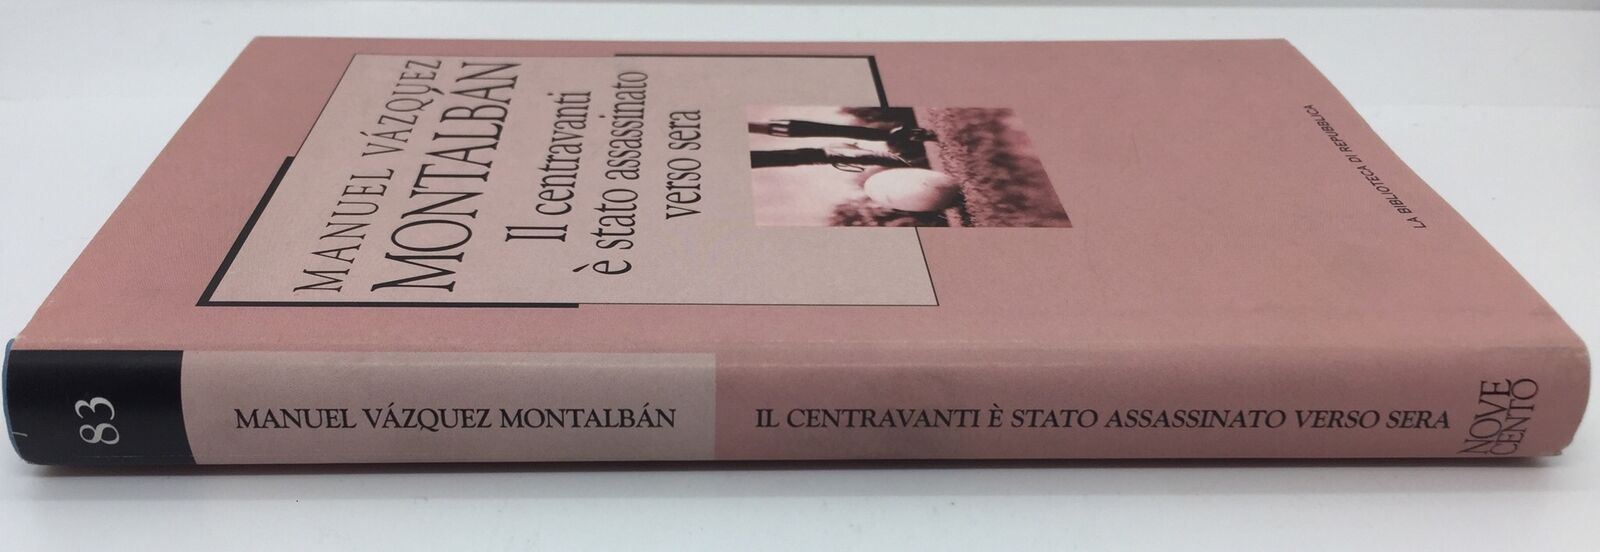 MANUEL VÁZQUEZ
MONTALBÁN
Il centravanti
è stato assassinato
verso sera
LA BIBLIOTECA DI REPUBBLICA
83
MANUEL VÁZQUEZ MONTALBÁN
IL CENTRAVANTI È STATO ASSASSINATO VERSO SERA
NOVE
CENTO